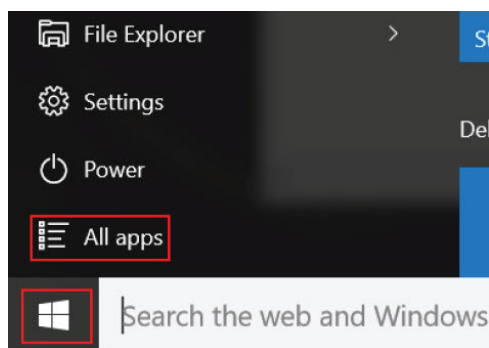 File Explorer
Settings
Power
All apps
Search the web and Windows